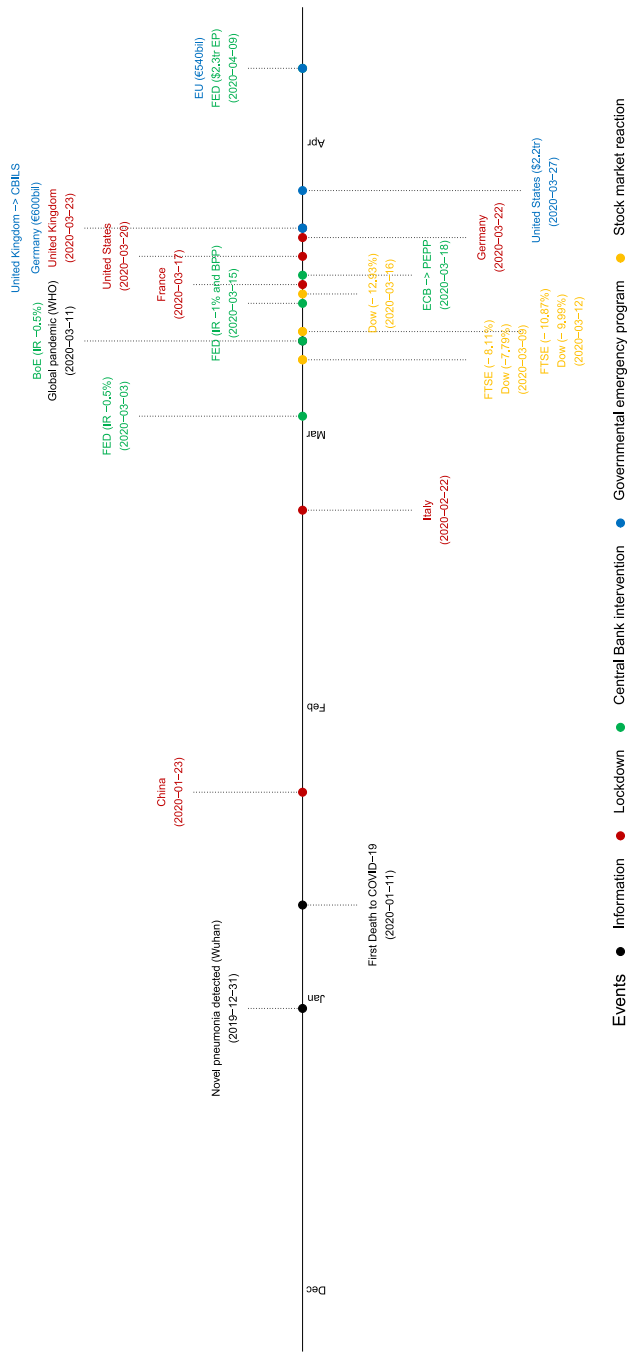 Novel pneumonia detected (Wuhan)
(2019−12−31)
First Death to COVID−19
(2020−01−11)
China
(2020−01−23)
Italy
(2020−02−22)
FED (IR −0.5%)
(2020−03−03)
FTSE (− 8,11%)
Dow (−7,79%)
(2020−03−09)
BoE (IR −0.5%)
Global pandemic (WHO)
(2020−03−11)
FTSE (− 10,87%)
Dow (− 9,99%)
(2020−03−12)
FED (IR −1% and BPP)
(2020−03−15)
Dow (− 12,93%)
(2020−03−16)
France
(2020−03−17)
ECB −> PEPP
(2020−03−18)
United States
(2020−03−20)
Germany
(2020−03−22)
United Kingdom −> CBILS
Germany (€600bil)
United Kingdom
(2020−03−23)
United States ($2.2tr)
(2020−03−27)
EU (€540bil)
FED ($2.3tr EP)
(2020−04−09)
Dec
Jan
Feb
Mar
Apr
Events
Information
Lockdown
Central Bank intervention
Governmental emergency program
Stock market reaction